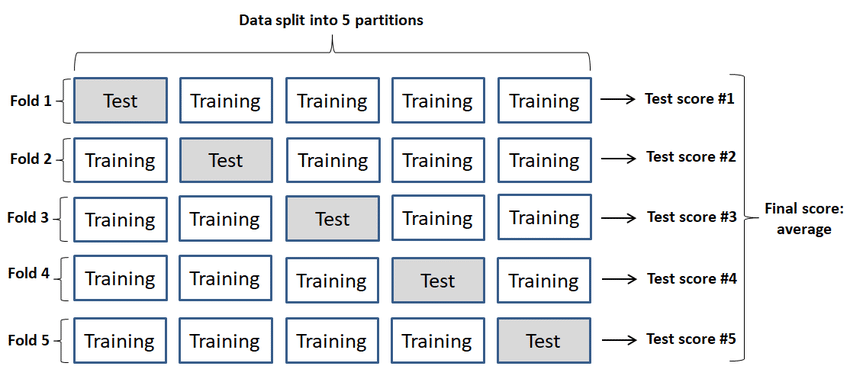 Data split into 5 partitions
Fold 1 Test Training Training Training Training Test score #1
Fold 2 Training Test Training Training Training Test score #2
Fold 3 Training Training Test Training Training Test score #3
Final score:
average
Fold 4 Training Training Training Test Training Test score #4
Fold 5 Training Training Training Training Test Test score #5